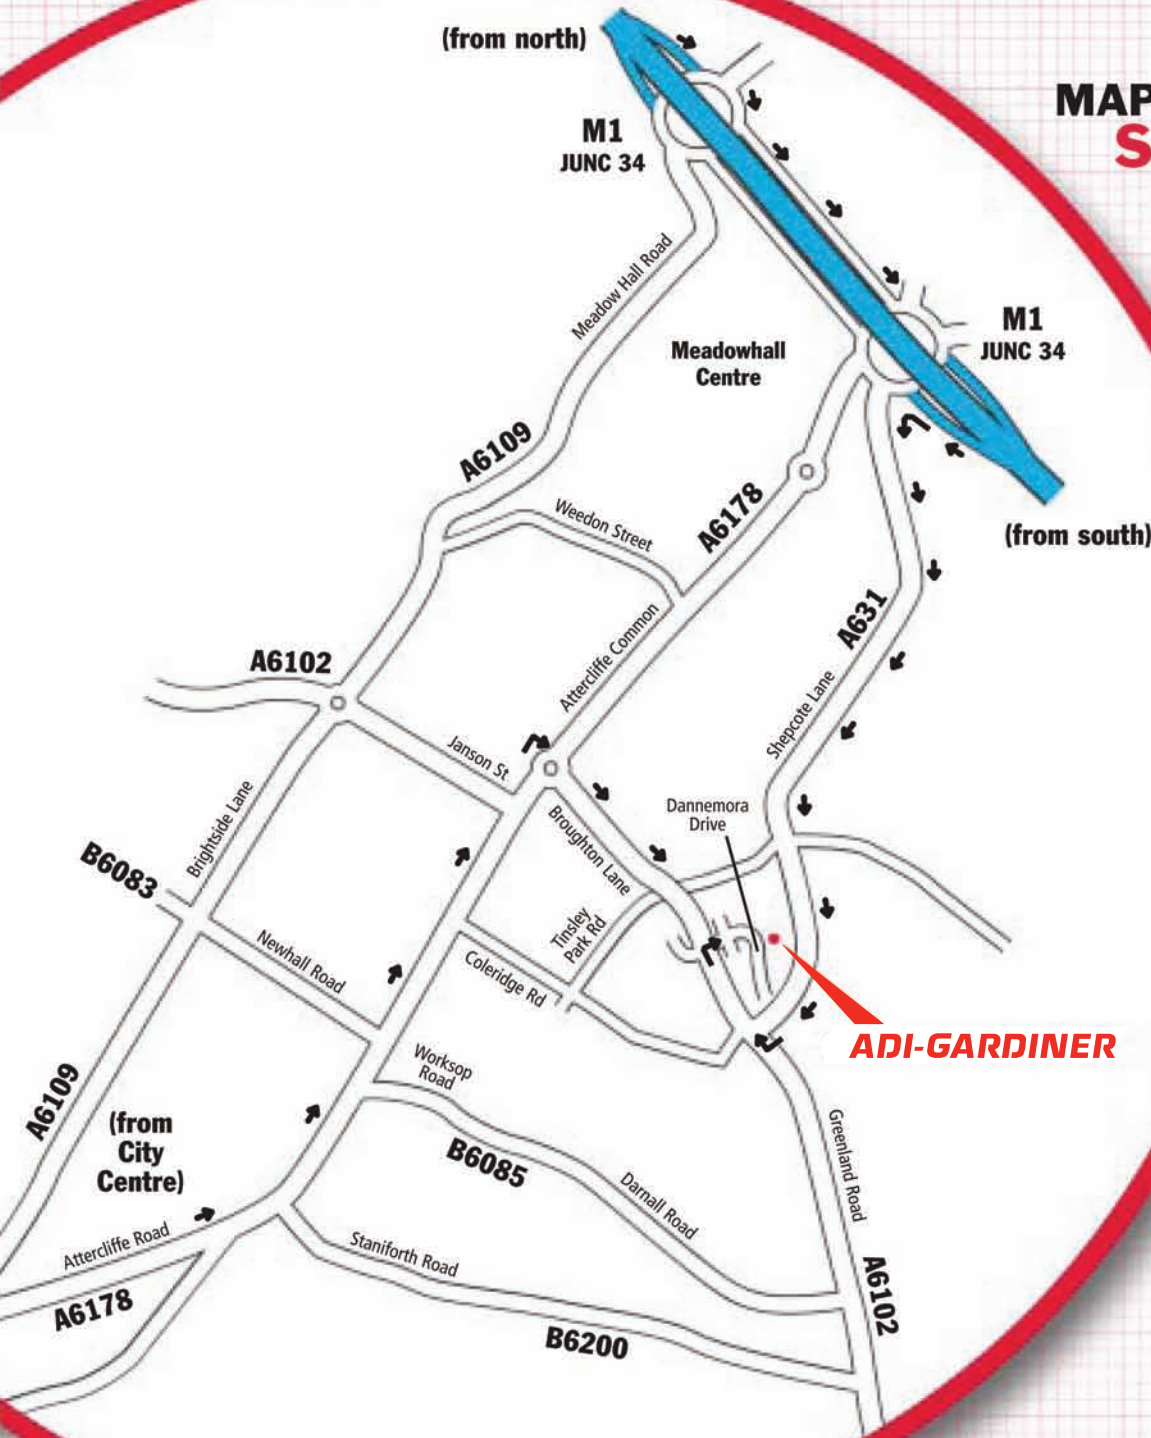 (from north)
MAP
S
M1
JUNC 34
Meadow Hall Road
M1
JUNC 34
Meadowhall
Centre
A6109
A6178
Weedon Street
(from south)
A631
Attercliffe Common
A6102
Shepcote Lane
Janson St
Brightside Lane
Dannemora
Drive
Broughton Lane
B6083
Tinsley
Park Rd
Newhall Road
Coleridge Rd
ADI-GARDINER
Worksop
Road
A6109
(from
City
Centre)
B6085
Greenland Road
Darnall Road
Attercliffe Road
Staniforth Road
A6178
A6102
B6200